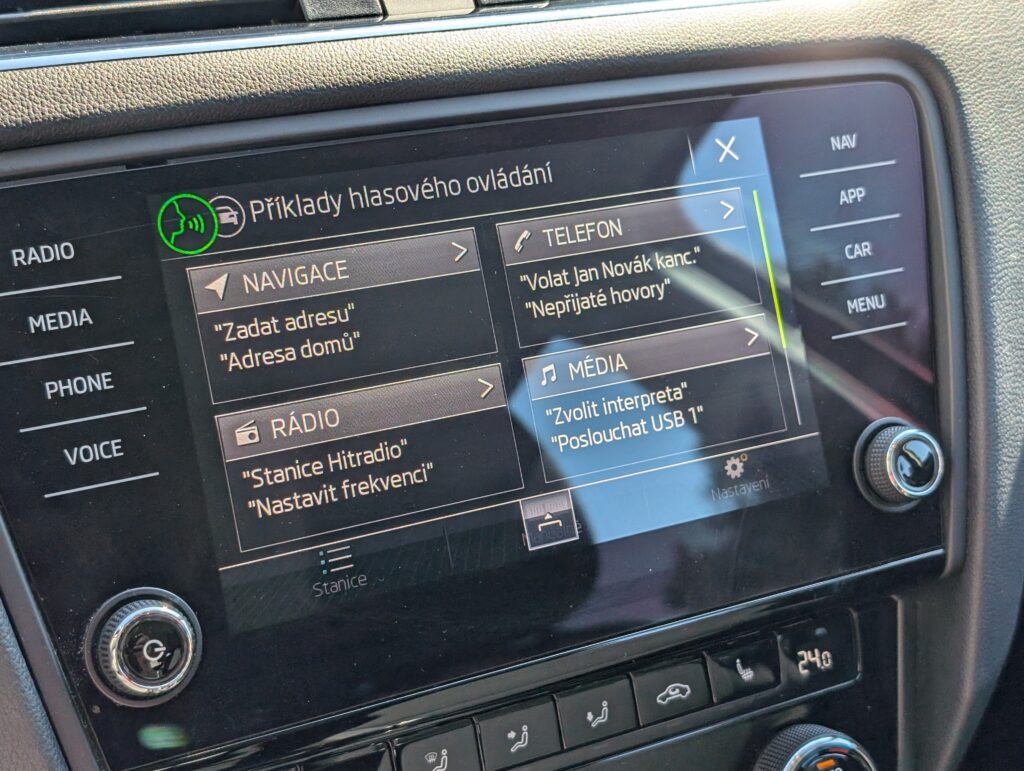 RADIO
MEDIA
PHONE
VOICE
Příklady hlasového ovládání
NAVIGACE
"Zadat adresu"
"Adresa domů"
TELEFON
"Volat Jan Novák kanc."
"Nepřijaté hovory"
RÁDIO
"Stanice Hitradio"
"Nastavit frekvenci"
MÉDIA
"Zvolit interpreta"
"Poslouchat USB 1"
Stanice
Nastavení
NAV
APP
CAR
MENU
24.0